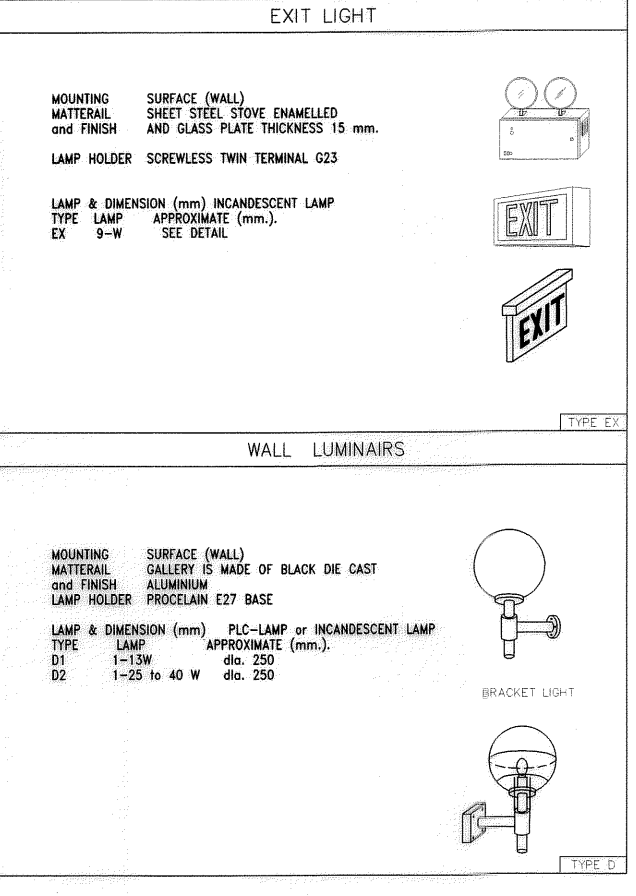 EXIT LIGHT
MOUNTING SURFACE (WALL)
MATTERAIL SHEET STEEL STOVE ENAMELLED
and FINISH AND GLASS PLATE THICKNESS 15 mm.
LAMP HOLDER SCREWLESS TWIN TERMINAL G23
LAMP & DIMENSION (mm) INCANDESCENT LAMP
TYPE LAMP APPROXIMATE (mm.).
EX 9-W SEE DETAIL
EXIT
EXIT
TYPE EX
WALL LUMINAIRS
MOUNTING SURFACE (WALL)
MATTERAIL GALLERY IS MADE OF BLACK DIE CAST
and FINISH ALUMINIUM
LAMP HOLDER PROCELAIN E27 BASE
LAMP & DIMENSION (mm) PLC-LAMP or INCANDESCENT LAMP
TYPE LAMP APPROXIMATE (mm.).
D1 1-13W dia. 250
D2 1-25 to 40 W dia. 250
BRACKET LIGHT
TYPE D